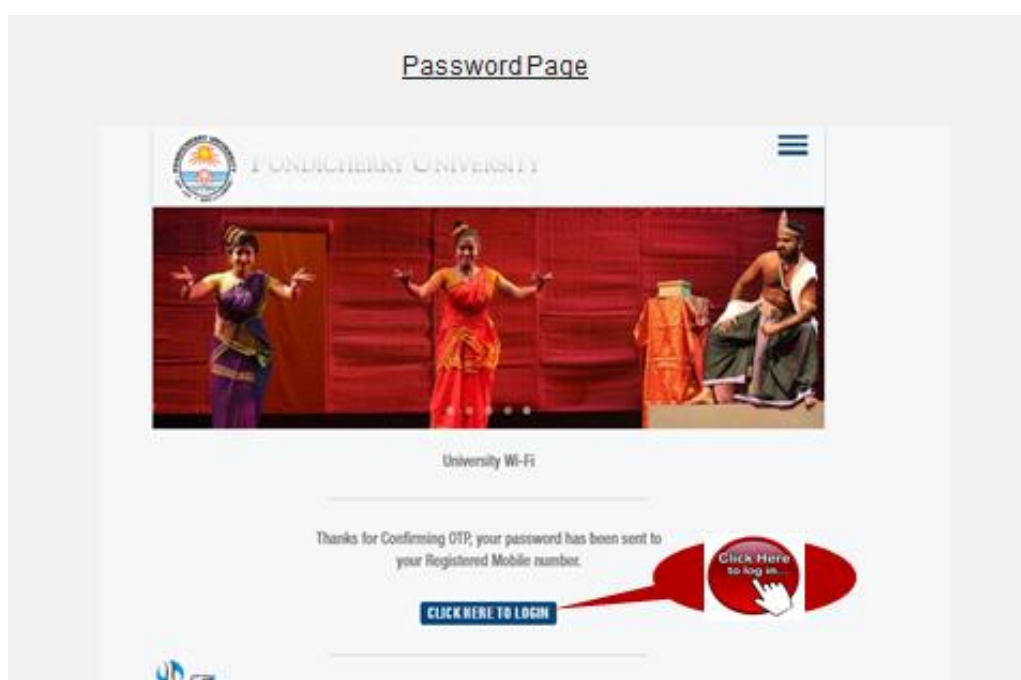 Password Page
PONDICHERRY UNIVERSITY
University Wi-Fi
Thanks for Confirming OTP, your password has been sent to
your Registered Mobile number.
Click Here
to log in...
CLICK HERE TO LOGIN